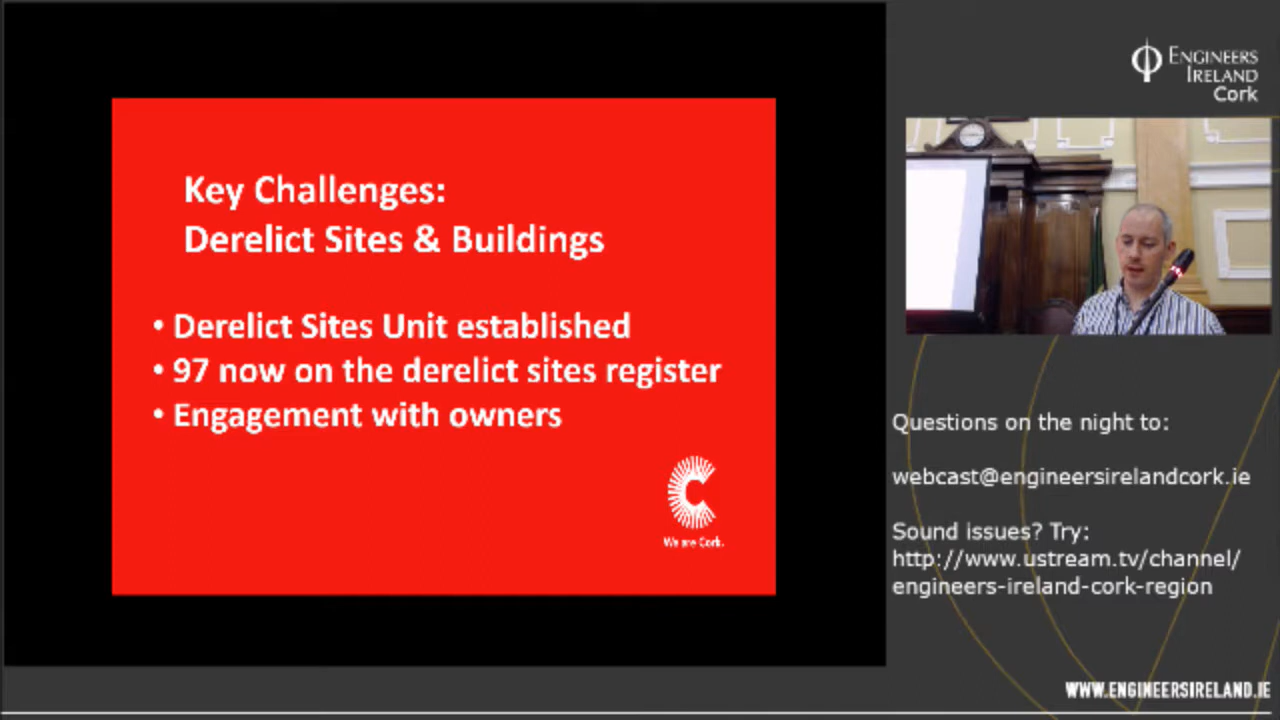 Key Challenges:
Derelict Sites & Buildings
• Derelict Sites Unit established
• 97 now on the derelict sites register
• Engagement with owners
We are Cork.
ENGINEERS
IRELAND
Cork
Questions on the night to:
webcast@engineersirelandcork.ie
Sound issues? Try:
http://www.ustream.tv/channel/
engineers-ireland-cork-region
WWW.ENGINEERSIRELAND.IE